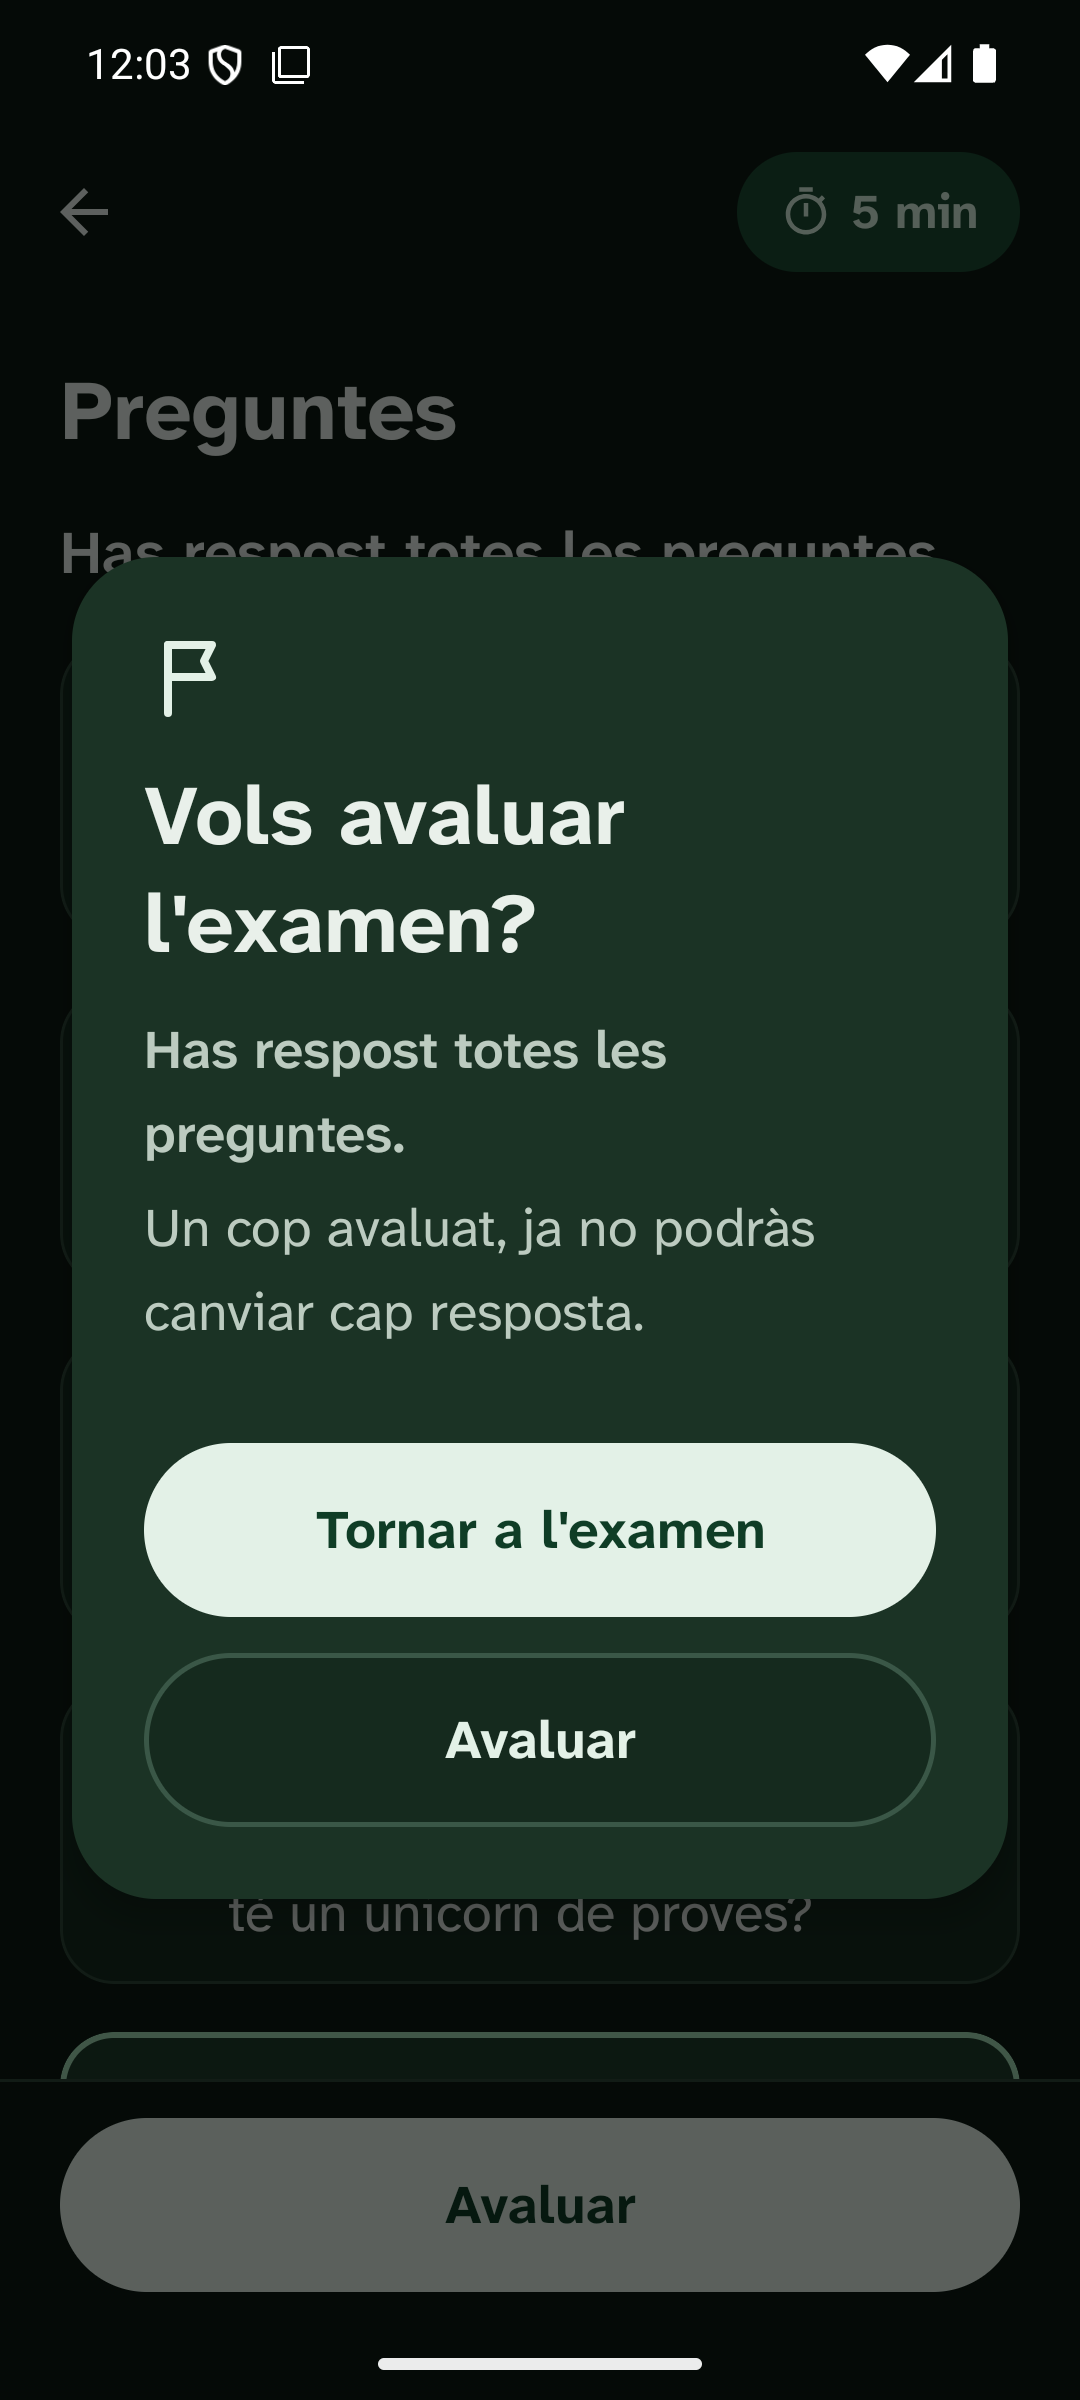 12:03
5 min
Preguntes
Has respost totes les preguntes
Vols avaluar
l'examen?
Has respost totes les
preguntes.
Un cop avaluat, ja no podràs
canviar cap resposta.
Tornar a l'examen
Avaluar
té un unicorn de proves?
Avaluar